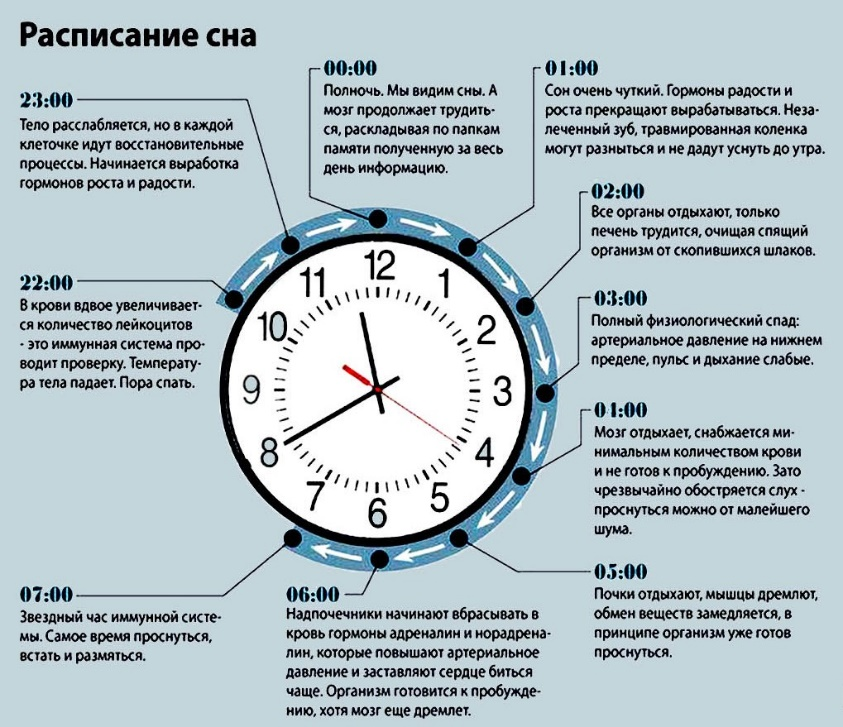 Расписание сна
00:00
Полночь. Мы видим сны. А
мозг продолжает трудить-
ся, раскладывая по папкам
памяти полученную за весь
день информацию.
01:00
Сон очень чуткий. Гормоны радости и
роста прекращают вырабатываться. Неза-
леченный зуб, травмированная коленка
могут разныться и не дадут уснуть до утра.
23:00
Тело расслабляется, но в каждой
клеточке идут восстановительные
процессы. Начинается выработка
гормонов роста и радости.
02:00
Все органы отдыхают, только
печень трудится, очищая спящий
организм от скопившихся шлаков.
22:00
В крови вдвое увеличивает-
ся количество лейкоцитов
- это иммунная система про-
водит проверку. Температу-
ра тела падает. Пора спать.
03:00
Полный физиологический спад:
артериальное давление на нижнем
пределе, пульс и дыхание слабые.
04:00
Мозг отдыхает, снабжается ми-
нимальным количеством крови
и не готов к пробуждению. Зато
чрезвычайно обостряется слух -
проснуться можно от малейшего
шума.
12
1
2
3
4
5
6
7
8
9
10
11
05:00
Почки отдыхают, мышцы дремлют,
обмен веществ замедляется, в
принципе организм уже готов
проснуться.
06:00
Надпочечники начинают вбрасывать в
кровь гормоны адреналин и норадрена-
лин, которые повышают артериальное
давление и заставляют сердце биться
чаще. Организм готовится к пробужде-
нию, хотя мозг еще дремлет.
07:00
Звездный час иммунной систе-
мы. Самое время проснуться,
встать и размяться.